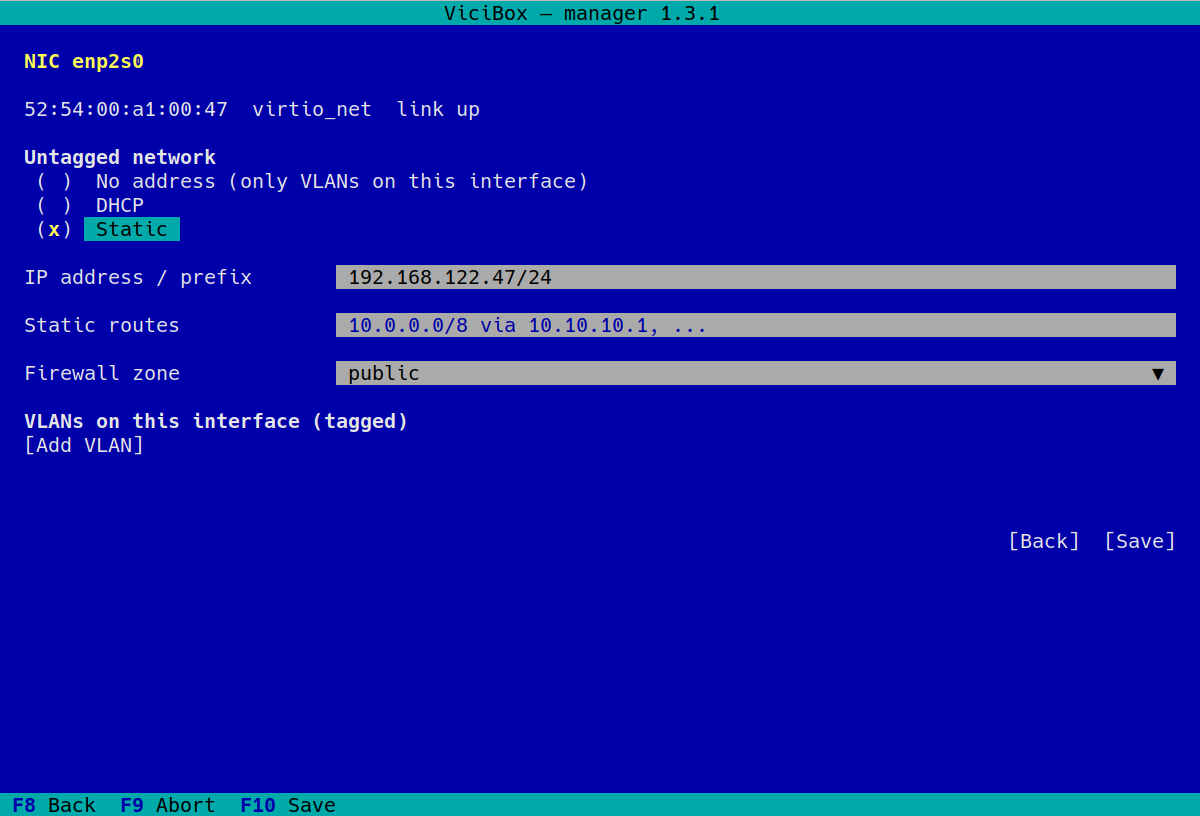 ViciBox — manager 1.3.1
NIC enp2s0
52:54:00:a1:00:47  virtio_net  link up
Untagged network
( )  No address (only VLANs on this interface)
( )  DHCP
(x)  Static
IP address / prefix  192.168.122.47/24
Static routes  10.0.0.0/8 via 10.10.10.1, ...
Firewall zone  public ▼
VLANs on this interface (tagged)
[Add VLAN]
[Back]  [Save]
F8 Back  F9 Abort  F10 Save